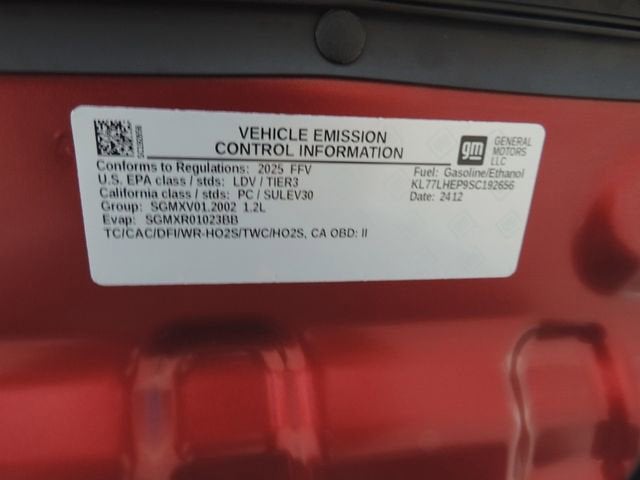 VEHICLE EMISSION
CONTROL INFORMATION
gm
GENERAL
MOTORS
LLC
Conforms to Regulations: 2025 FFV
U.S. EPA class / stds: LDV / TIER3
California class / stds: PC / SULEV30
Group: SGMXV01.2002 1.2L
Evap: SGMXR01023BB
TC/CAC/DFI/WR-HO2S/TWC/HO2S, CA OBD: II
Fuel: Gasoline/Ethanol
KL77LHEP9SC192656
Date: 2412